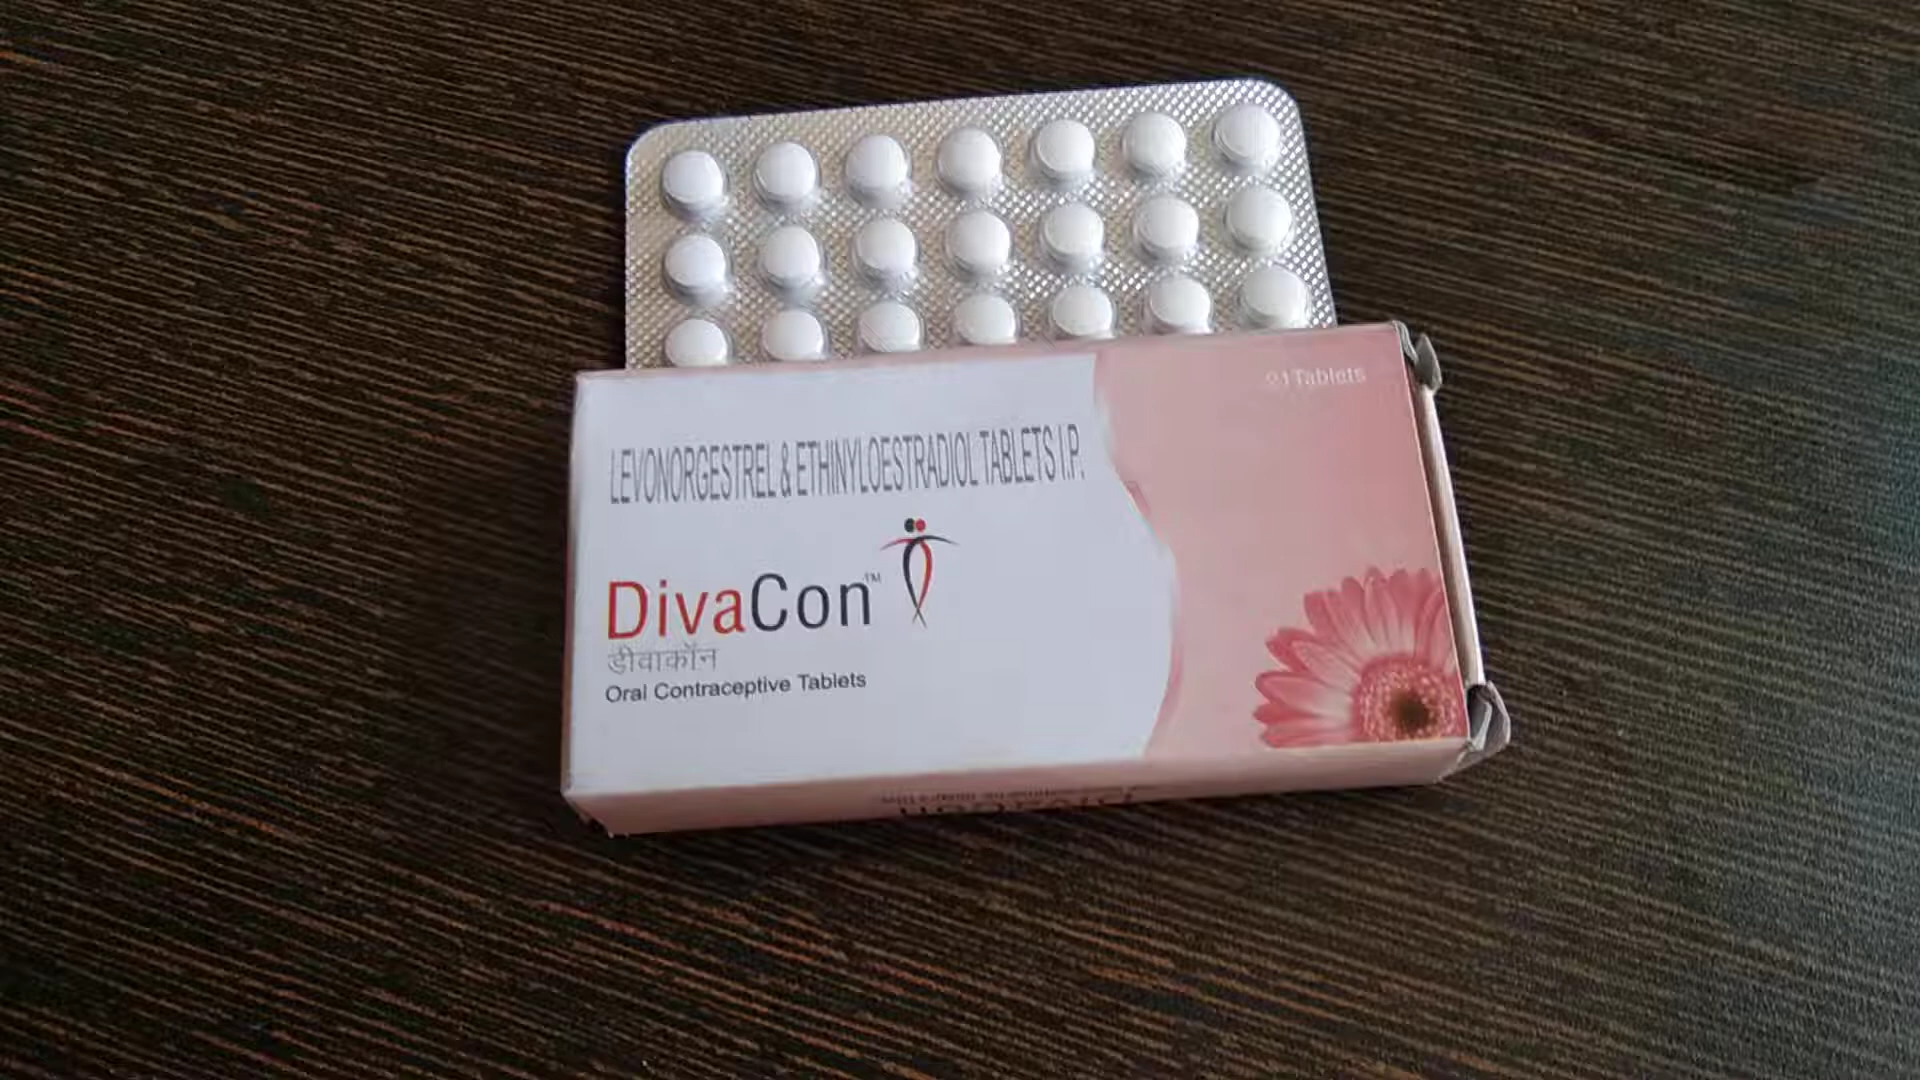 21 Tablets
LEVONORGESTREL & ETHINYLOESTRADIOL TABLETS I.P.
DivaCon™
डीवाकॉन
Oral Contraceptive Tablets